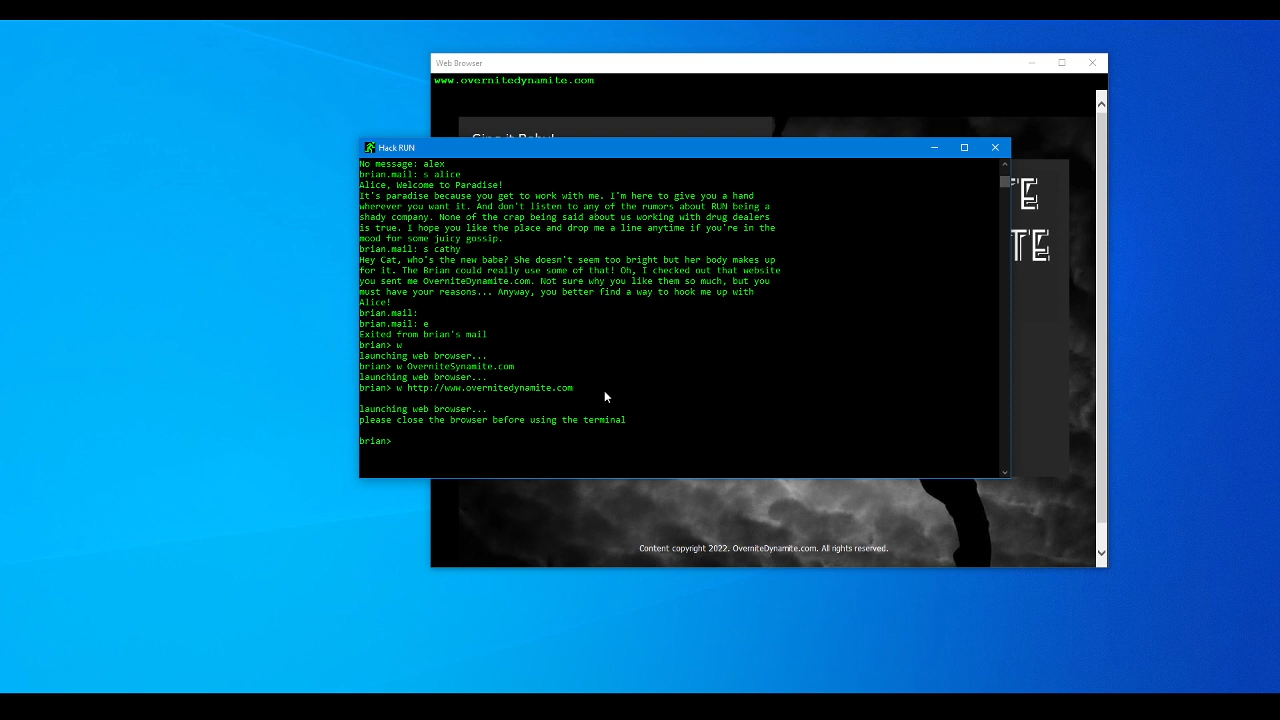 Web Browser
www.overnitedynamite.com
Hack RUN
No message: alex
brian.mail: s alice
Alice, Welcome to Paradise!
It's paradise because you get to work with me. I'm here to give you a hand
wherever you want it. And don't listen to any of the rumors about RUN being a
shady company. None of the crap being said about us working with drug dealers
is true. I hope you like the place and drop me a line anytime if you're in the
mood for some juicy gossip.
brian.mail: s cathy
Hey Cat, who's the new babe? She doesn't seem too bright but her body makes up
for it. The Brian could really use some of that! Oh, I checked out that website
you sent me OverniteDynamite.com. Not sure why you like them so much, but you
must have your reasons... Anyway, you better find a way to hook me up with
Alice!
brian.mail:
brian.mail: e
Exited from brian's mail
brian> w
launching web browser...
brian> w OverniteSynamite.com
launching web browser...
brian> w http://www.overnitedynamite.com
launching web browser...
please close the browser before using the terminal
brian>
TE
TE
Content copyright 2022. OverniteDynamite.com. All rights reserved.